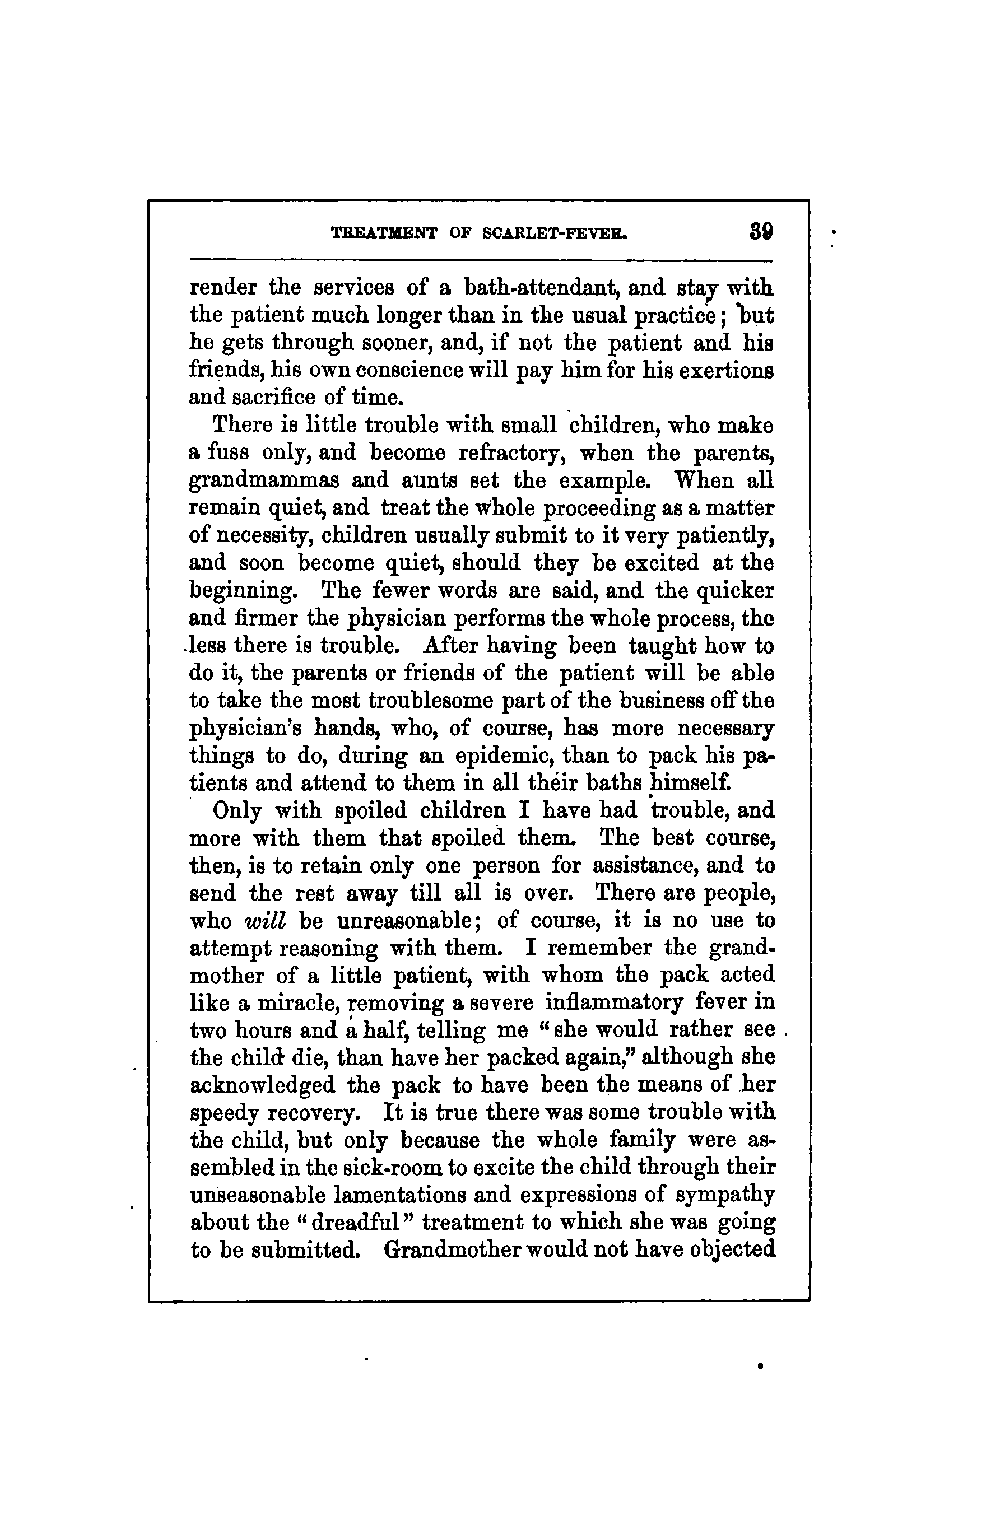 TREATMENT OF SCARLET-FEVER. 39
render the services of a bath-attendant, and stay with
the patient much longer than in the usual practice; but
he gets through sooner, and, if not the patient and his
friends, his own conscience will pay him for his exertions
and sacrifice of time.
There is little trouble with small children, who make
a fuss only, and become refractory, when the parents,
grandmammas and aunts set the example. When all
remain quiet, and treat the whole proceeding as a matter
of necessity, children usually submit to it very patiently,
and soon become quiet, should they be excited at the
beginning. The fewer words are said, and the quicker
and firmer the physician performs the whole process, the
less there is trouble. After having been taught how to
do it, the parents or friends of the patient will be able
to take the most troublesome part of the business off the
physician's hands, who, of course, has more necessary
things to do, during an epidemic, than to pack his pa-
tients and attend to them in all their baths himself.
Only with spoiled children I have had trouble, and
more with them that spoiled them. The best course,
then, is to retain only one person for assistance, and to
send the rest away till all is over. There are people,
who will be unreasonable; of course, it is no use to
attempt reasoning with them. I remember the grand-
mother of a little patient, with whom the pack acted
like a miracle, removing a severe inflammatory fever in
two hours and a half, telling me "she would rather see
the child die, than have her packed again," although she
acknowledged the pack to have been the means of her
speedy recovery. It is true there was some trouble with
the child, but only because the whole family were as-
sembled in the sick-room to excite the child through their
unseasonable lamentations and expressions of sympathy
about the "dreadful" treatment to which she was going
to be submitted. Grandmother would not have objected